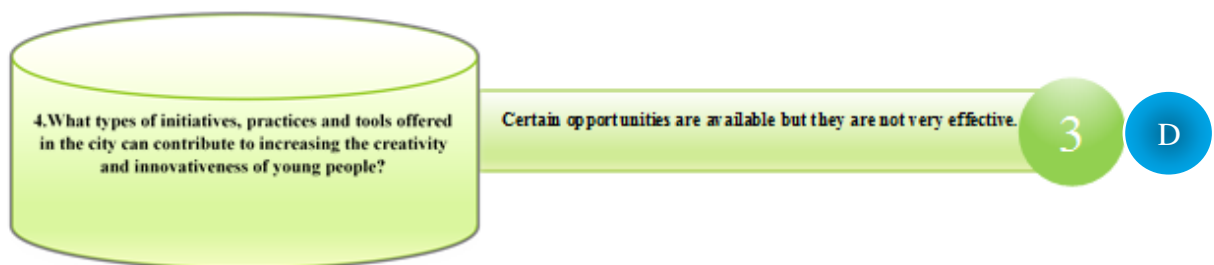 4.What types of initiatives, practices and tools offered
in the city can contribute to increasing the creativity
and innovativeness of young people?
Certain opportunities are available but they are not very effective.
3
D